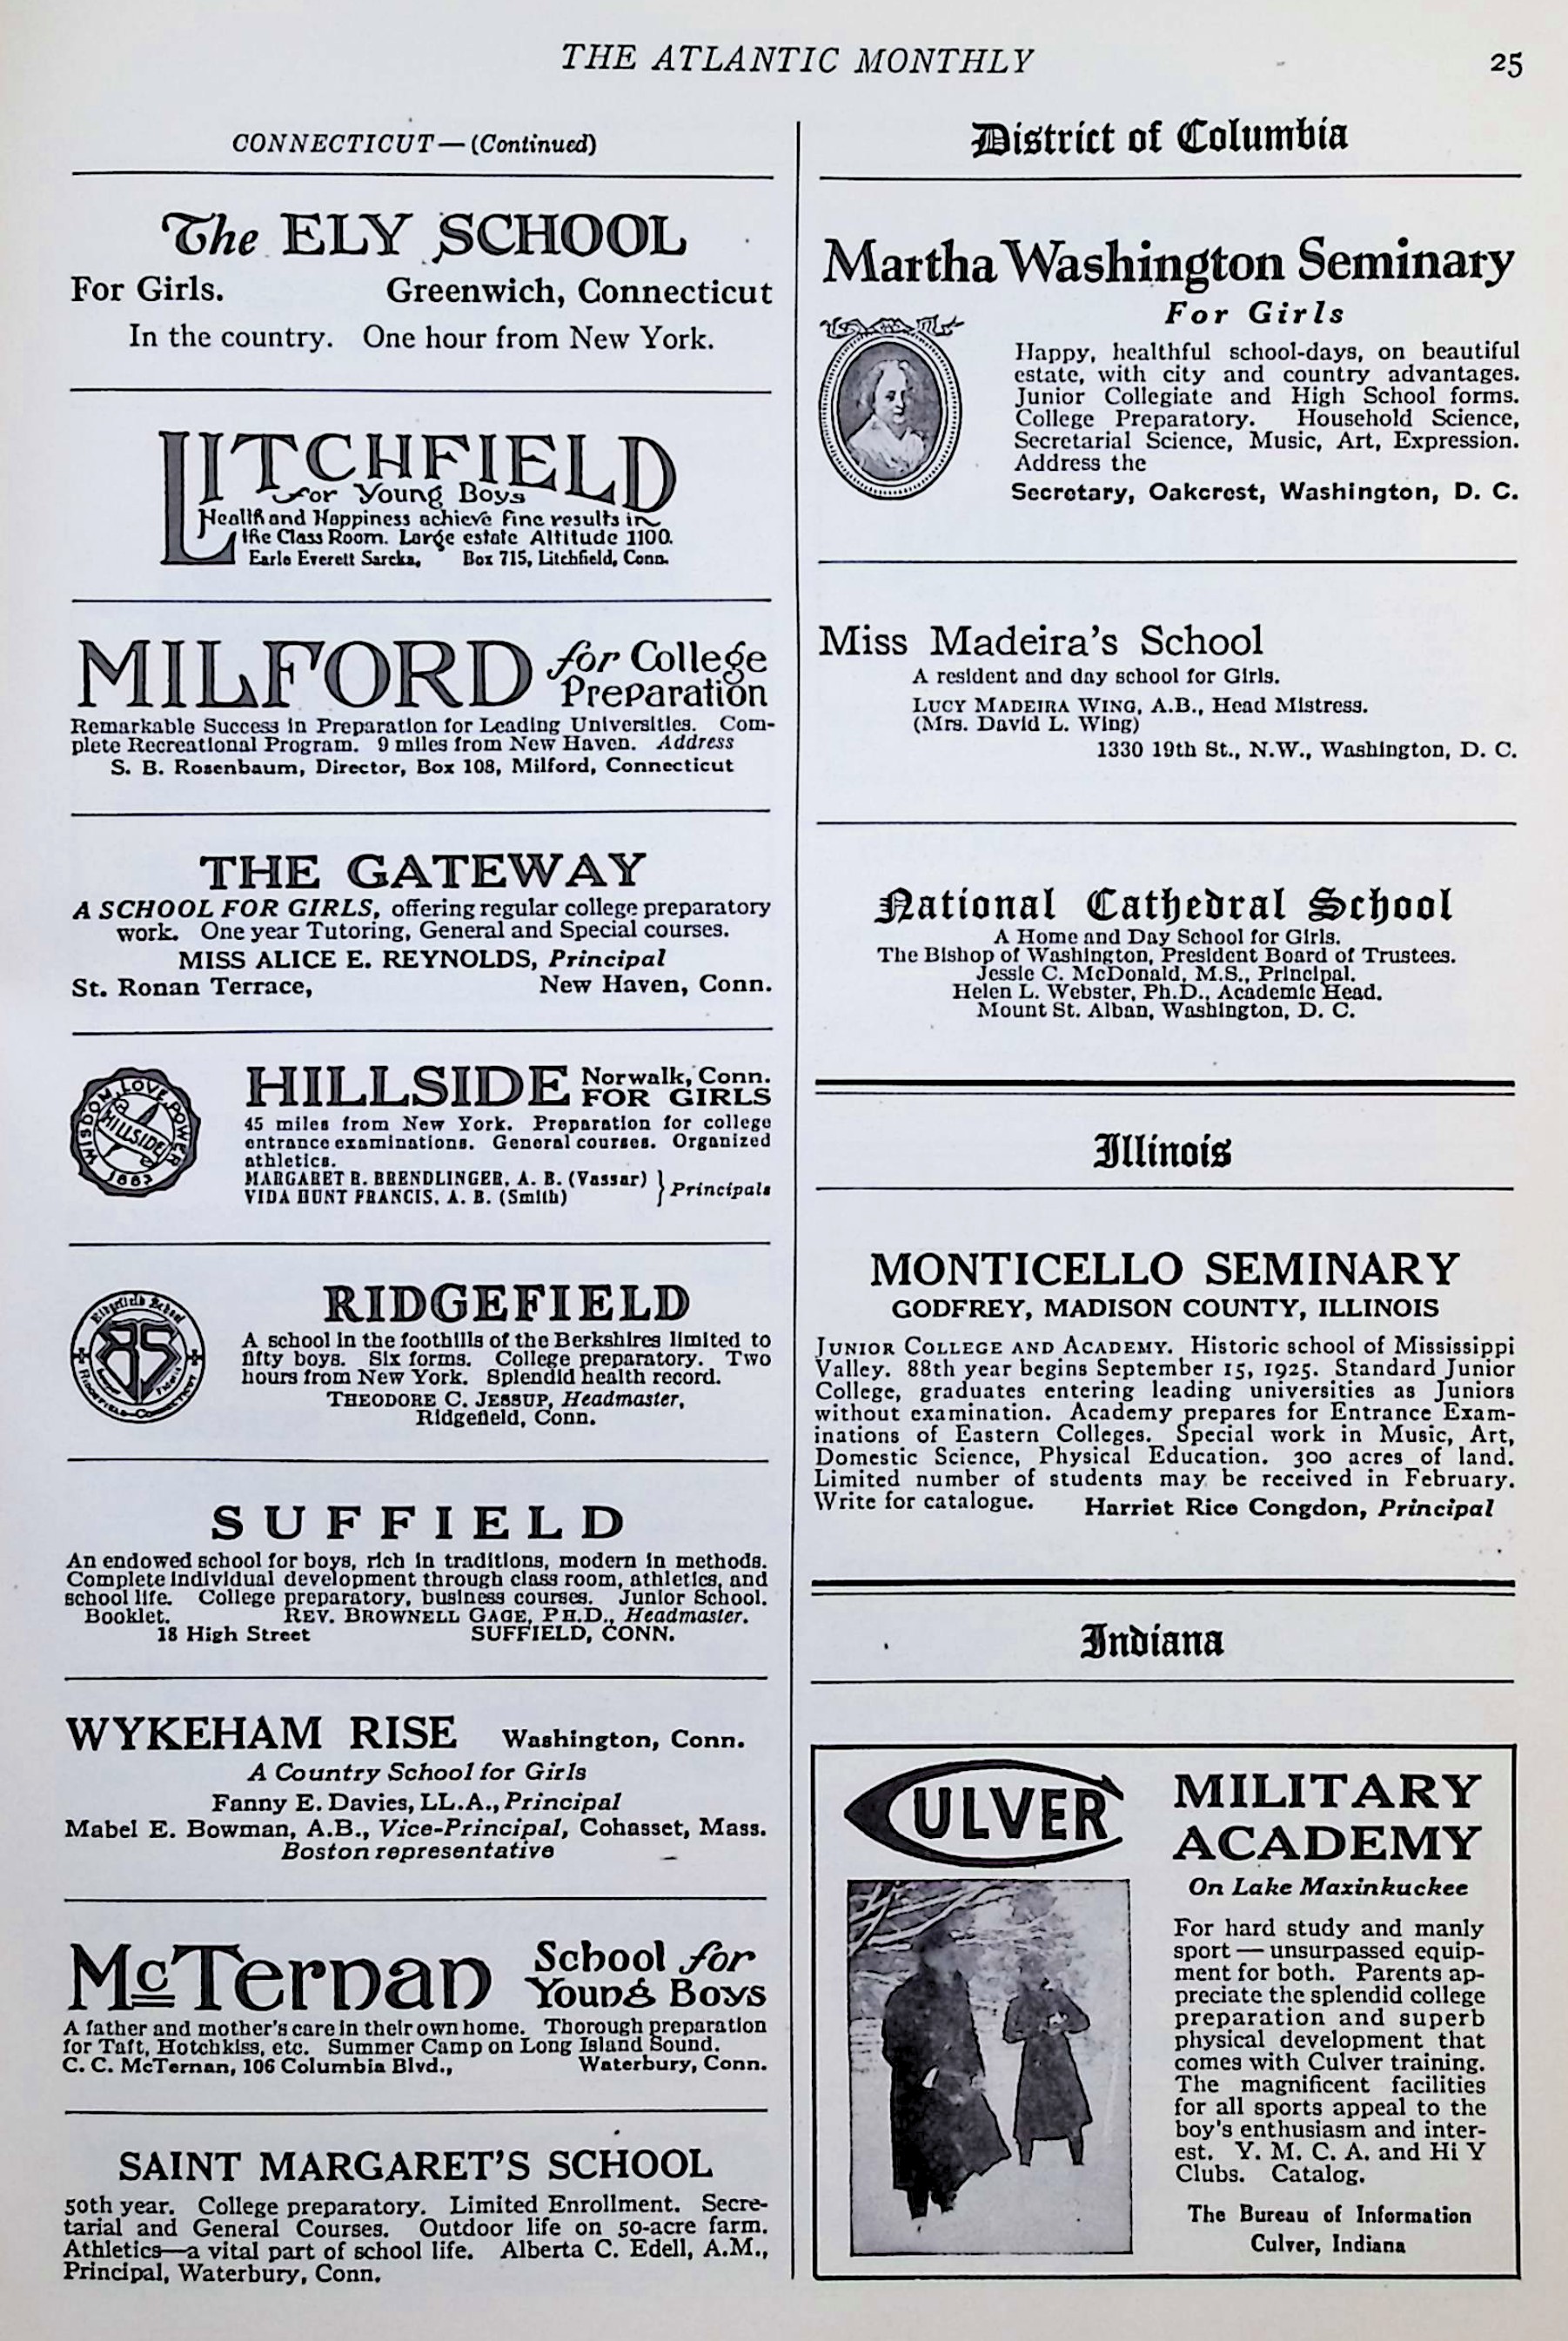 THE ATLANTIC MONTHLY
25
CONNECTICUT—(Continued)
The ELY SCHOOL
For Girls. Greenwich, Connecticut
In the country. One hour from New York.
LITCHFIELD
for Young Boys
Health and Happiness achieve fine results in
the Class Room. Large estate Altitude 1100.
Earle Everett Sarcka, Box 715, Litchfield, Conn.
MILFORD for College
Preparation
Remarkable Success in Preparation for Leading Universities. Com-
plete Recreational Program. 9 miles from New Haven. Address
S. B. Rosenbaum, Director, Box 108, Milford, Connecticut
THE GATEWAY
A SCHOOL FOR GIRLS, offering regular college preparatory
work. One year Tutoring, General and Special courses.
MISS ALICE E. REYNOLDS, Principal
St. Ronan Terrace, New Haven, Conn.
WISDOM, LOVE, POWER
HILLSIDE
1883
HILLSIDE Norwalk, Conn.
FOR GIRLS
45 miles from New York. Preparation for college
entrance examinations. General courses. Organized
athletics.
MARGARET R. BRENDLINGER, A. B. (Vassar)
VIDA HUNT FRANCIS, A. B. (Smith)
} Principals
Ridgefield School
RIDGEFIELD—CONNECTICUT
RIDGEFIELD
A school in the foothills of the Berkshires limited to
fifty boys. Six forms. College preparatory. Two
hours from New York. Splendid health record.
THEODORE C. JESSUP, Headmaster,
Ridgefield, Conn.
SUFFIELD
An endowed school for boys, rich in traditions, modern in methods.
Complete individual development through class room, athletics, and
school life. College preparatory, business courses. Junior School.
Booklet. REV. BROWNELL GAGE, PH.D., Headmaster.
18 High Street SUFFIELD, CONN.
WYKEHAM RISE Washington, Conn.
A Country School for Girls
Fanny E. Davies, LL.A., Principal
Mabel E. Bowman, A.B., Vice-Principal, Cohasset, Mass.
Boston representative
McTernan School for
Young Boys
A father and mother's care in their own home. Thorough preparation
for Taft, Hotchkiss, etc. Summer Camp on Long Island Sound.
C. C. McTernan, 106 Columbia Blvd., Waterbury, Conn.
SAINT MARGARET'S SCHOOL
50th year. College preparatory. Limited Enrollment. Secre-
tarial and General Courses. Outdoor life on 50-acre farm.
Athletics—a vital part of school life. Alberta C. Edell, A.M.,
Principal, Waterbury, Conn.
District of Columbia
Martha Washington Seminary
For Girls
Happy, healthful school-days, on beautiful
estate, with city and country advantages.
Junior Collegiate and High School forms.
College Preparatory. Household Science,
Secretarial Science, Music, Art, Expression.
Address the
Secretary, Oakcrest, Washington, D. C.
Miss Madeira's School
A resident and day school for Girls.
LUCY MADEIRA WING, A.B., Head Mistress.
(Mrs. David L. Wing)
1330 19th St., N.W., Washington, D. C.
National Cathedral School
A Home and Day School for Girls.
The Bishop of Washington, President Board of Trustees.
Jessie C. McDonald, M.S., Principal.
Helen L. Webster, Ph.D., Academic Head.
Mount St. Alban, Washington, D. C.
Illinois
MONTICELLO SEMINARY
GODFREY, MADISON COUNTY, ILLINOIS
JUNIOR COLLEGE AND ACADEMY. Historic school of Mississippi
Valley. 88th year begins September 15, 1925. Standard Junior
College, graduates entering leading universities as Juniors
without examination. Academy prepares for Entrance Exam-
inations of Eastern Colleges. Special work in Music, Art,
Domestic Science, Physical Education. 300 acres of land.
Limited number of students may be received in February.
Write for catalogue. Harriet Rice Congdon, Principal
Indiana
CULVER
MILITARY
ACADEMY
On Lake Maxinkuckee
For hard study and manly
sport — unsurpassed equip-
ment for both. Parents ap-
preciate the splendid college
preparation and superb
physical development that
comes with Culver training.
The magnificent facilities
for all sports appeal to the
boy's enthusiasm and inter-
est. Y. M. C. A. and Hi Y
Clubs. Catalog.
The Bureau of Information
Culver, Indiana